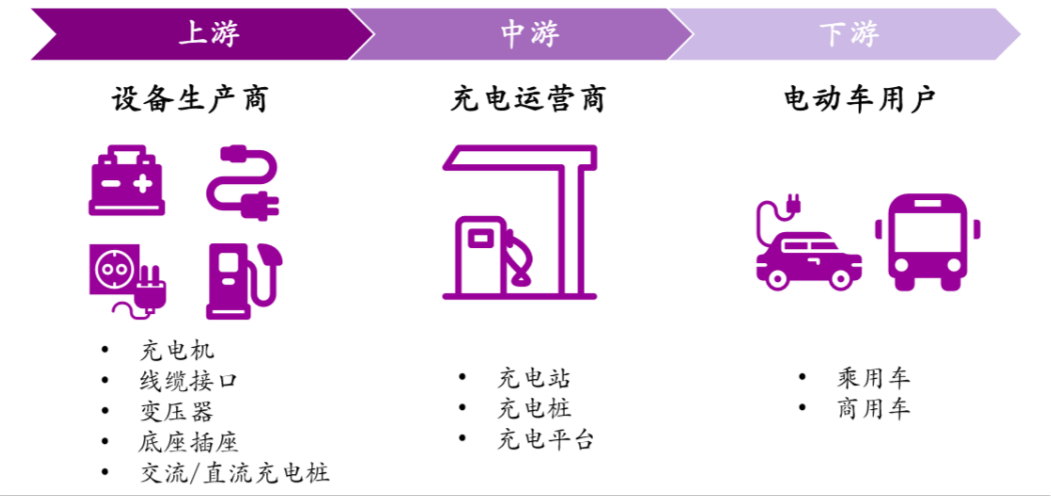 上游
中游
下游
设备生产商
充电运营商
电动车用户
• 充电机
• 线缆接口
• 变压器
• 底座插座
• 交流/直流充电桩
• 充电站
• 充电桩
• 充电平台
• 乘用车
• 商用车